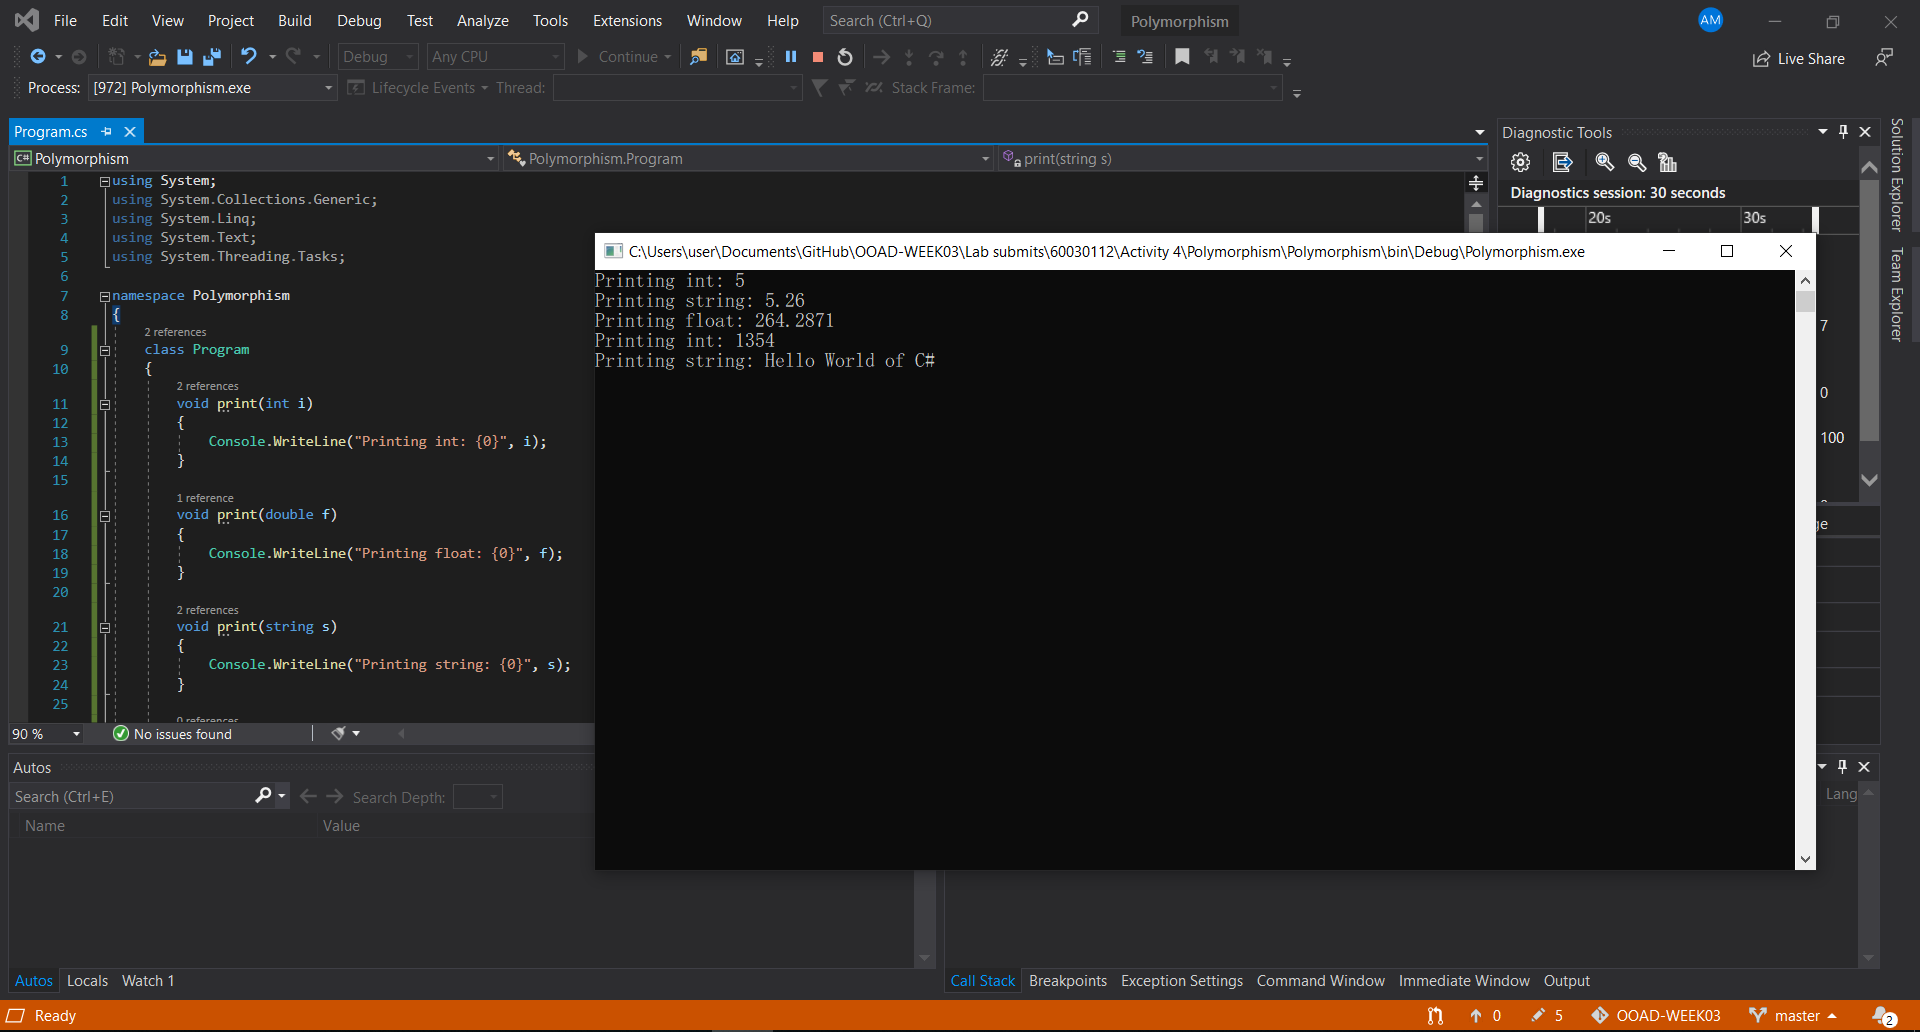 File Edit View Project Build Debug Test Analyze Tools Extensions Window Help Search (Ctrl+Q) Polymorphism AM
Debug Any CPU Continue Live Share
Process: [972] Polymorphism.exe Lifecycle Events Thread: Stack Frame:
Program.cs
C# Polymorphism Polymorphism.Program print(string s)
1 using System;
2 using System.Collections.Generic;
3 using System.Linq;
4 using System.Text;
5 using System.Threading.Tasks;
6
7 namespace Polymorphism
8 {
2 references
9 class Program
10 {
2 references
11 void print(int i)
12 {
13 Console.WriteLine("Printing int: {0}", i);
14 }
15
1 reference
16 void print(double f)
17 {
18 Console.WriteLine("Printing float: {0}", f);
19 }
20
2 references
21 void print(string s)
22 {
23 Console.WriteLine("Printing string: {0}", s);
24 }
25
0 references
90 % No issues found
C:\Users\user\Documents\GitHub\OOAD-WEEK03\Lab submits\60030112\Activity 4\Polymorphism\Polymorphism\bin\Debug\Polymorphism.exe
Printing int: 5
Printing string: 5.26
Printing float: 264.2871
Printing int: 1354
Printing string: Hello World of C#
Diagnostic Tools
Diagnostics session: 30 seconds
20s 30s
7
0
100
ge
Solution Explorer
Team Explorer
Autos
Search (Ctrl+E) Search Depth:
Name Value
Lang
Autos Locals Watch 1
Call Stack Breakpoints Exception Settings Command Window Immediate Window Output
Ready 0 5 OOAD-WEEK03 master 2